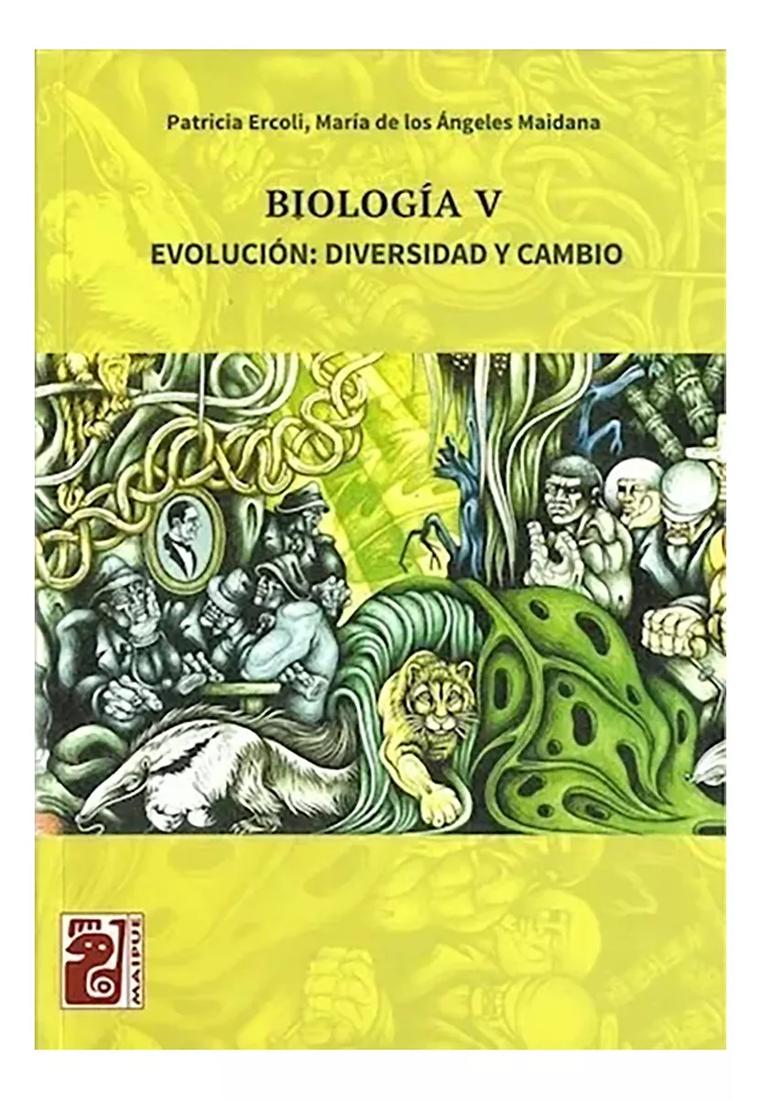 Patricia Ercoli, María de los Ángeles Maidana
BIOLOGÍA V
EVOLUCIÓN: DIVERSIDAD Y CAMBIO
MAIPUE